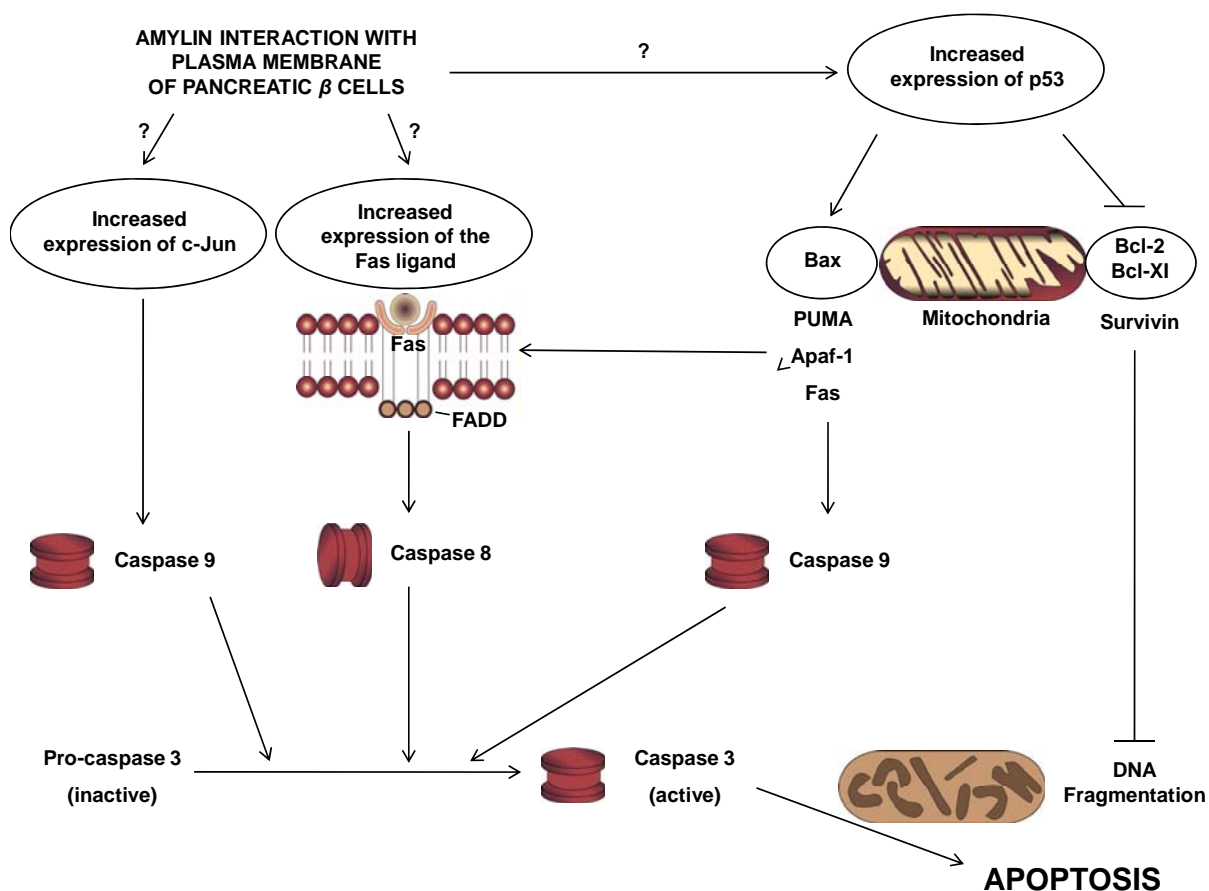 AMYLIN INTERACTION WITH
PLASMA MEMBRANE
OF PANCREATIC β CELLS
?
Increased
expression of p53
?
?
Increased
expression of c-Jun
Increased
expression of the
Fas ligand
Bax
Bcl-2
Bcl-XI
PUMA
Mitochondria
Survivin
Fas
Apaf-1
Fas
FADD
Caspase 9
Caspase 8
Caspase 9
Pro-caspase 3
(inactive)
Caspase 3
(active)
DNA
Fragmentation
APOPTOSIS